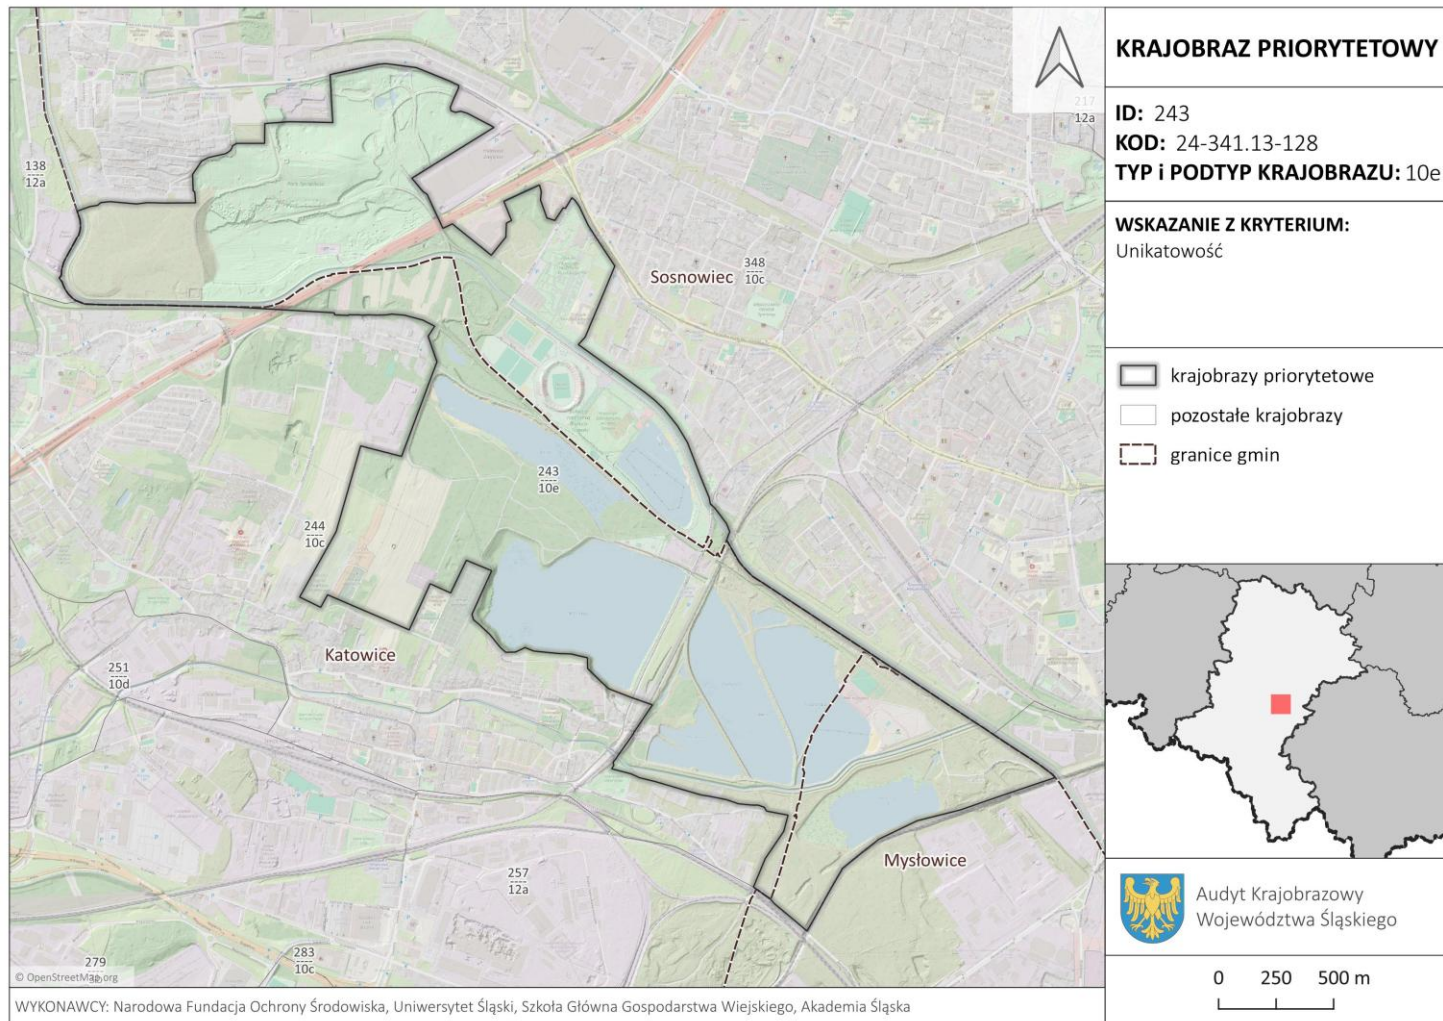 217
12a
138
12a
Sosnowiec
348
10c
243
10e
244
10c
Katowice
251
10d
Mysłowice
257
12a
283
10c
279
© OpenStreetMap.org
WYKONAWCY: Narodowa Fundacja Ochrony Środowiska, Uniwersytet Śląski, Szkoła Główna Gospodarstwa Wiejskiego, Akademia Śląska
KRAJOBRAZ PRIORYTETOWY
ID: 243
KOD: 24-341.13-128
TYP i PODTYP KRAJOBRAZU: 10e
WSKAZANIE Z KRYTERIUM:
Unikatowość
krajobrazy priorytetowe
pozostałe krajobrazy
granice gmin
Audyt Krajobrazowy
Województwa Śląskiego
0 250 500 m